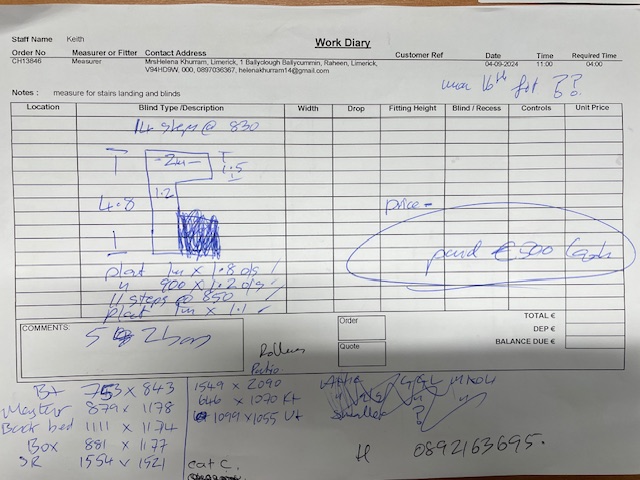 Work Diary
Staff Name Keith
Order No Measurer or Fitter Contact Address Customer Ref Date Time Required Time
CH13846 Measurer MrsHelena Khurram, Limerick, 1 Ballyclough Ballycummin, Raheen, Limerick, 04-09-2024 11:00 04:00
V94HD9W, 000, 0897036367, helenakhurram14@gmail.com
16th
Notes : measure for stairs landing and blinds
Location Blind Type /Description Width Drop Fitting Height Blind / Recess Controls Unit Price
14 steps @ 830
2m
1.5
1.2
4.8
price -
paid €500 Cash
plat 1m x 1.8 o/s
" 900 x 1.2 o/s
11 steps @ 850
plat 1m x 1.1
TOTAL €
DEP €
BALANCE DUE €
Order
Quote
COMMENTS:
Rollers
Patio
Bt 753 x 843
Master 879 x 1178
Back bed 1111 x 1174
Box 881 x 1177
SR 1554 x 1521
1549 x 2090
646 x 1070 Kt
1099 x 1055 Ut
cat C.
H 0892163695.